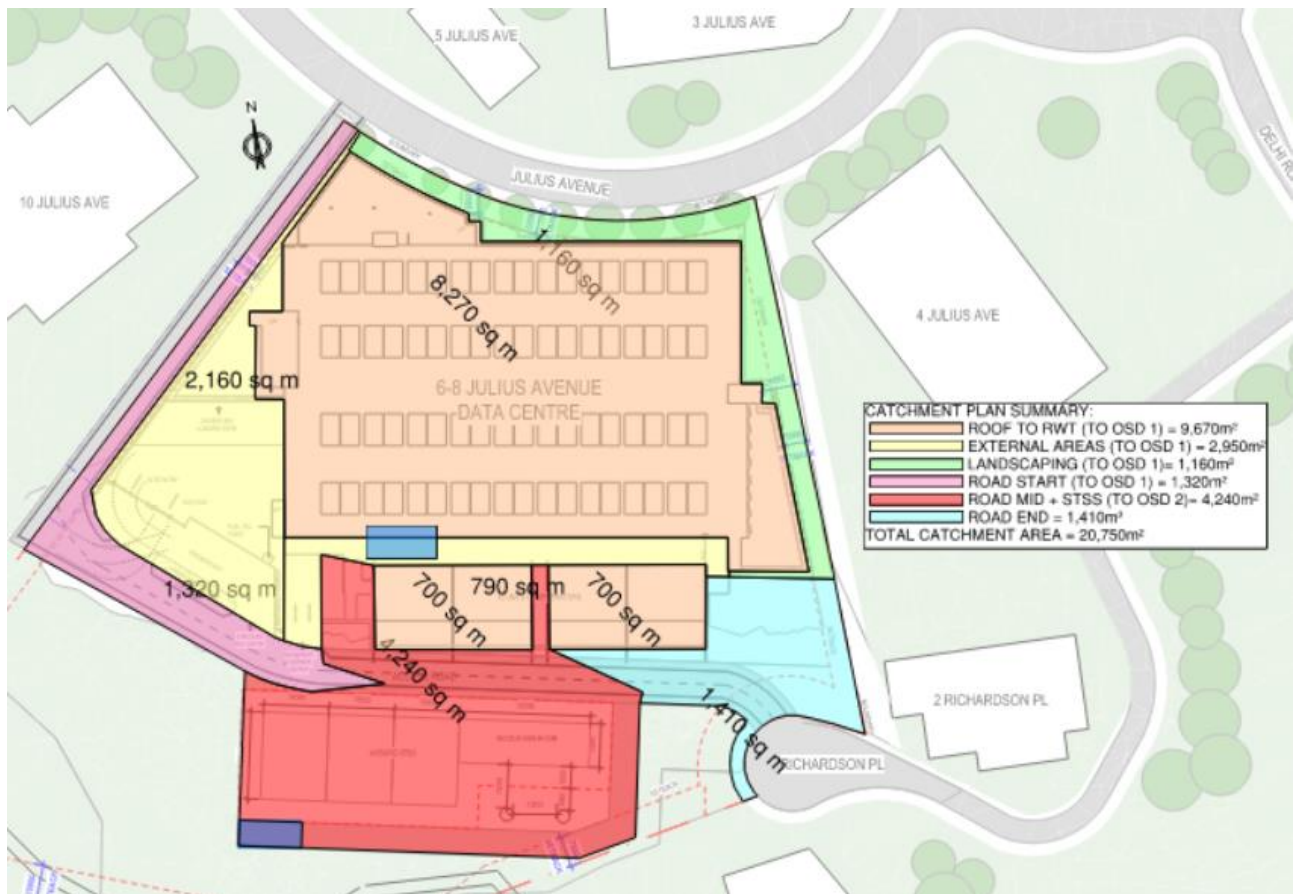 5 JULIUS AVE
3 JULIUS AVE
N
DELHI RO
10 JULIUS AVE
JULIUS AVENUE
1,160 sq m
8,270 sq m
4 JULIUS AVE
2,160 sq m
6-8 JULIUS AVENUE
DATA CENTRE
CATCHMENT PLAN SUMMARY:
ROOF TO RWT (TO OSD 1) = 9,670m²
EXTERNAL AREAS (TO OSD 1) = 2,950m²
LANDSCAPING (TO OSD 1)= 1,160m²
ROAD START (TO OSD 1) = 1,320m²
ROAD MID + STSS (TO OSD 2)= 4,240m²
ROAD END = 1,410m³
TOTAL CATCHMENT AREA = 20,750m²
1,320 sq m
700 sq m
790 sq m
700 sq m
4,240 sq m
1,410 sq m
2 RICHARDSON PL
RICHARDSON PL